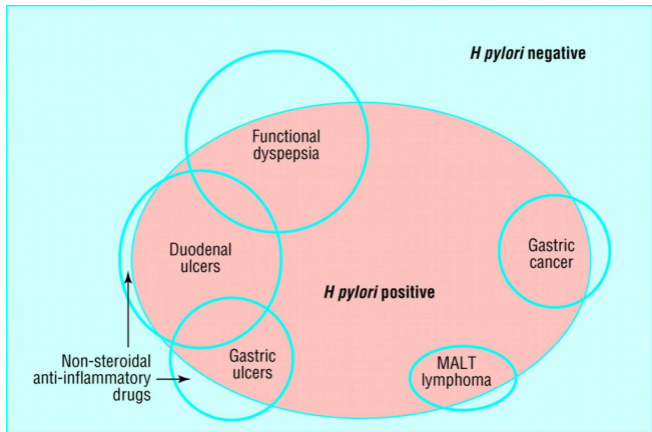 H pylori negative
Functional
dyspepsia
Duodenal
ulcers
Gastric
cancer
H pylori positive
Non-steroidal
anti-inflammatory
drugs
Gastric
ulcers
MALT
lymphoma